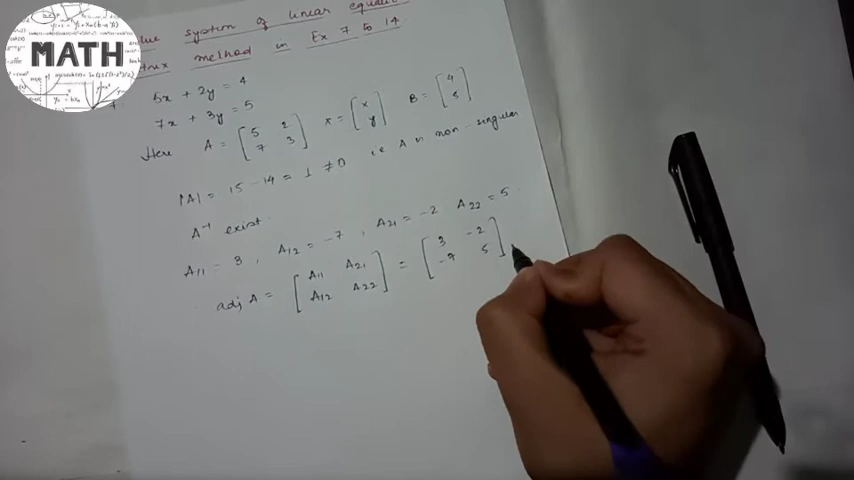 MATH
system of linear equatio
method in Ex 7 to 14
5x + 2y = 4
7x + 3y = 5
Here A = [5 2 7 3] x = [x y] B = [4 5]
|A| = 15 - 14 = 1 ≠ 0 i.e A is non-singular
A⁻¹ exist
A11 = 3, A12 = -7, A21 = -2 A22 = 5
adj A = [A11 A21 A12 A22] = [3 -2 -7 5]